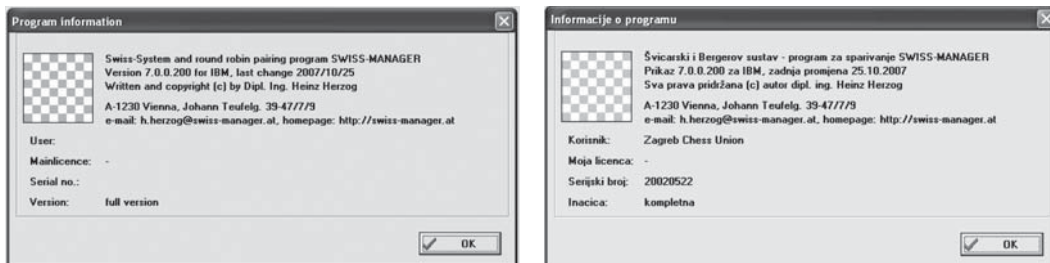 Program information
Swiss-System and round robin pairing program SWISS-MANAGER
Version 7.0.0.200 for IBM, last change 2007/10/25
Written and copyright (c) by Dipl. Ing. Heinz Herzog
A-1230 Vienna, Johann Teufelg. 39-47/7/9
e-mail: h.herzog@swiss-manager.at, homepage: http://swiss-manager.at
User:
Mainlicence: -
Serial no.:
Version: full version
OK
Informacije o programu
Švicarski i Bergerov sustav - program za sparivanje SWISS-MANAGER
Prikaz 7.0.0.200 za IBM, zadnja promjena 25.10.2007
Sva prava pridržana (c) autor dipl. ing. Heinz Herzog
A-1230 Vienna, Johann Teufelg. 39-47/7/9
e-mail: h.herzog@swiss-manager.at, homepage: http://swiss-manager.at
Korisnik: Zagreb Chess Union
Moja licenca: -
Serijski broj: 20020522
Inacica: kompletna
OK